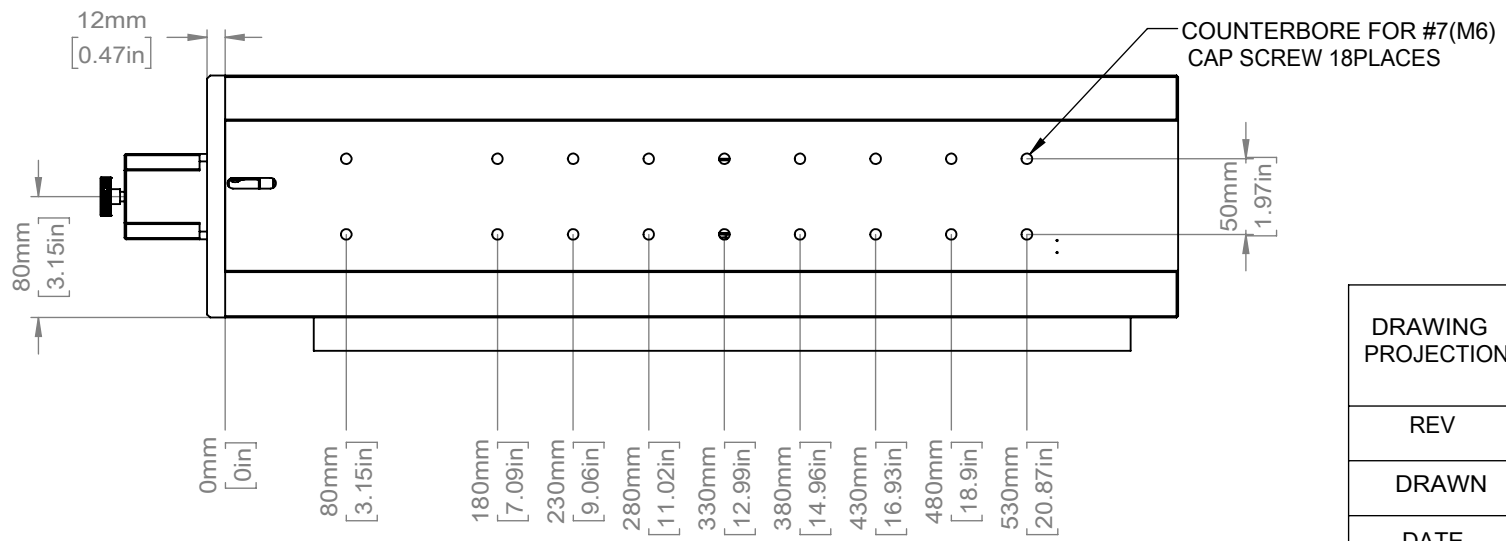 12mm
[0.47in]
COUNTERBORE FOR #7(M6)
CAP SCREW 18PLACES
80mm
[3.15in]
50mm
[1.97in]
0mm
[0in]
80mm
[3.15in]
180mm
[7.09in]
230mm
[9.06in]
280mm
[11.02in]
330mm
[12.99in]
380mm
[14.96in]
430mm
[16.93in]
480mm
[18.9in]
530mm
[20.87in]
DRAWING
PROJECTION
REV
DRAWN
DATE